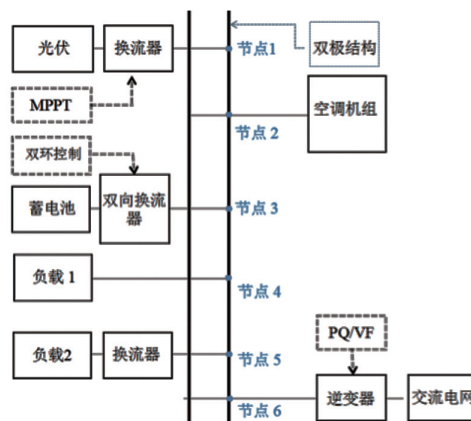 光伏
换流器
节点1
双极结构
MPPT
节点 2
空调机组
双环控制
蓄电池
双向换流
器
节点 3
负载 1
节点 4
负载2
换流器
节点 5
PQ/VF
节点 6
逆变器
交流电网